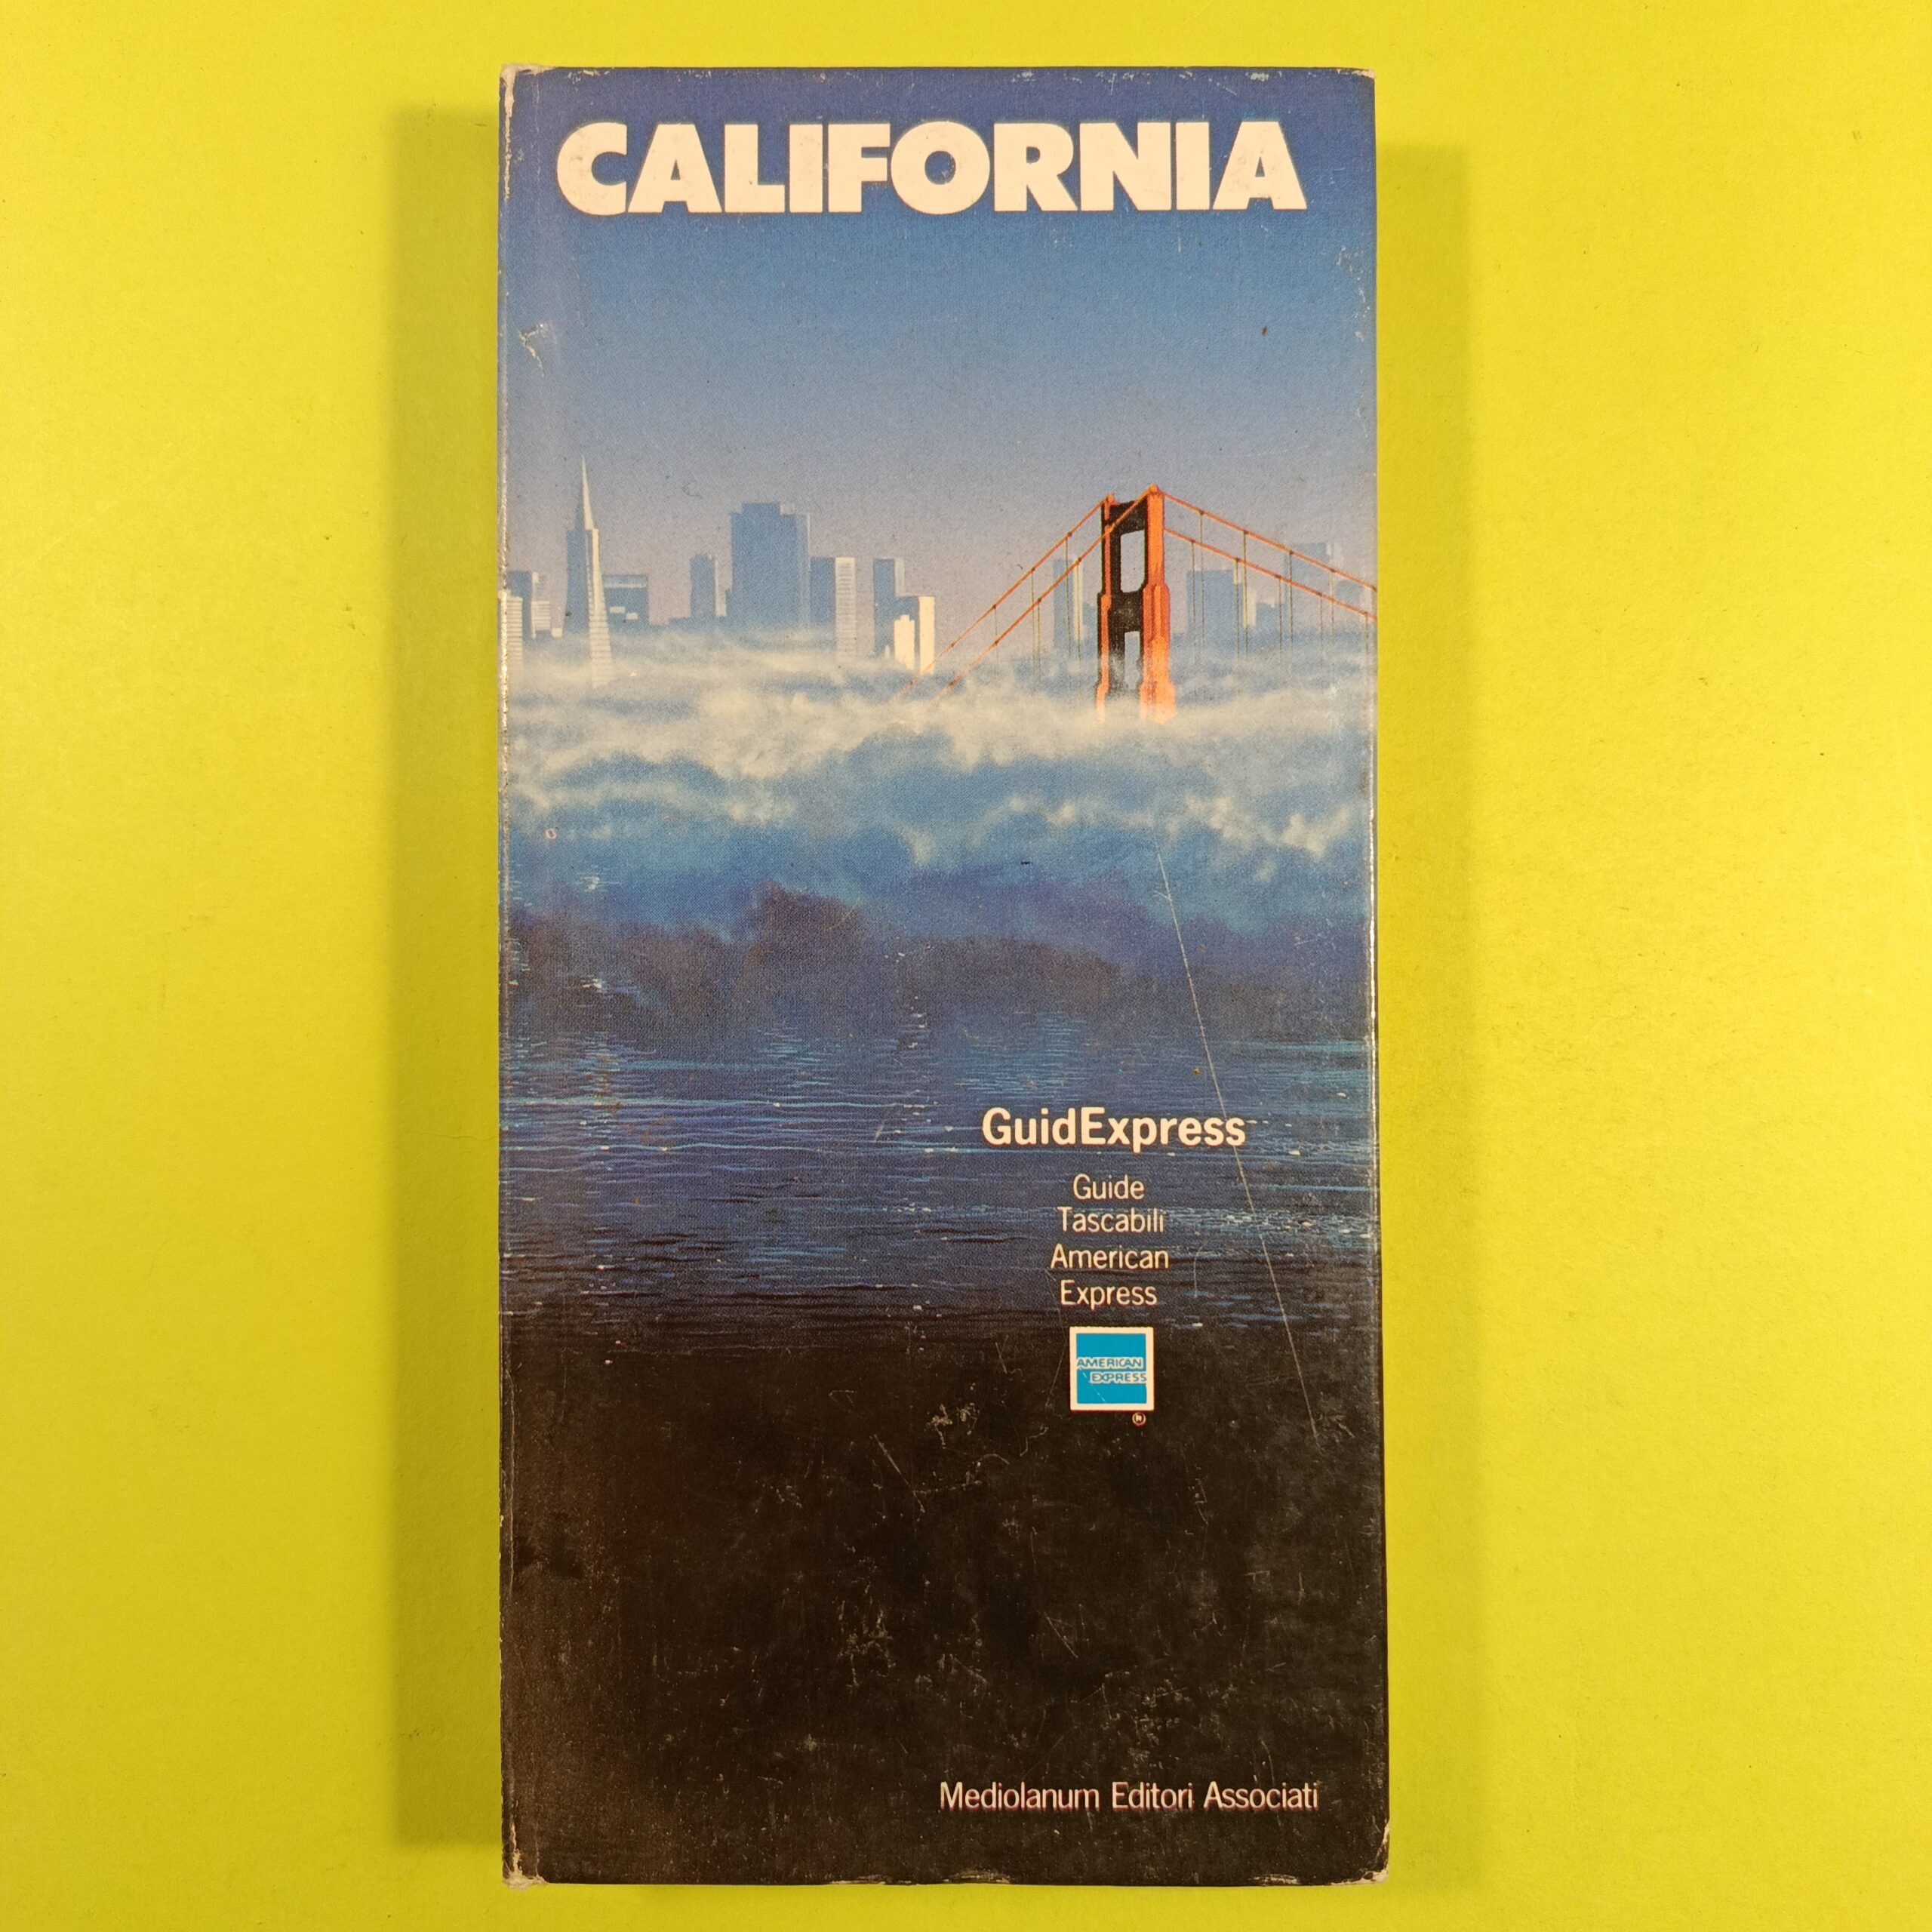 CALIFORNIA
GuidExpress
Guide
Tascabili
American
Express
AMERICAN
EXPRESS
®
Mediolanum Editori Associati